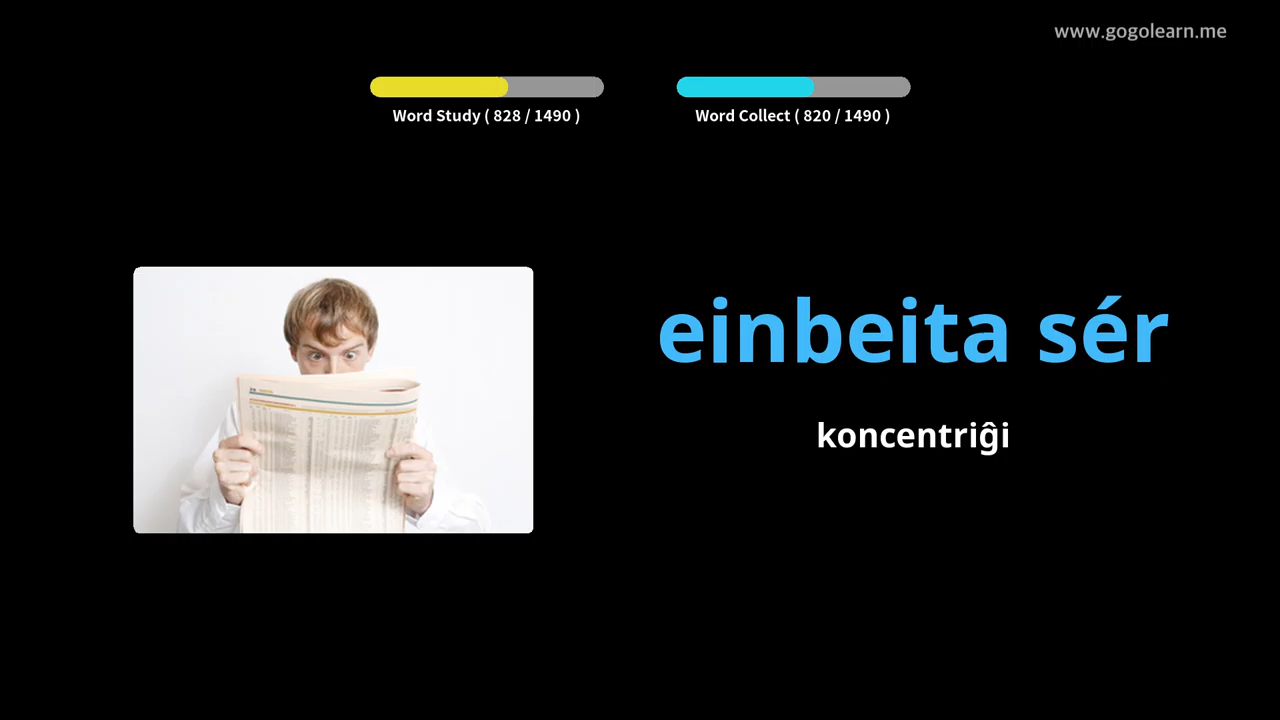 www.gogolearn.me
Word Study ( 828 / 1490 )
Word Collect ( 820 / 1490 )
einbeita sér
koncentriĝi